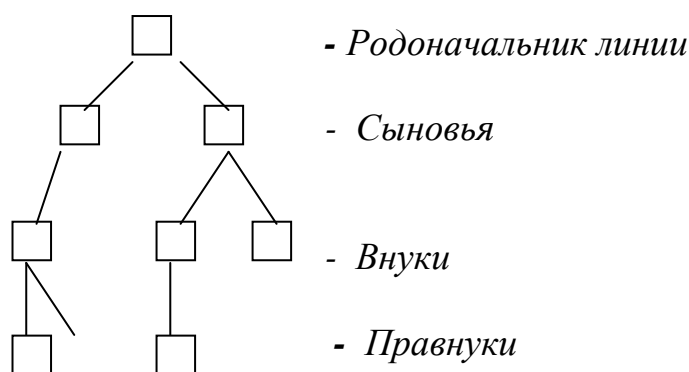 - Родоначальник линии
- Сыновья
- Внуки
- Правнуки